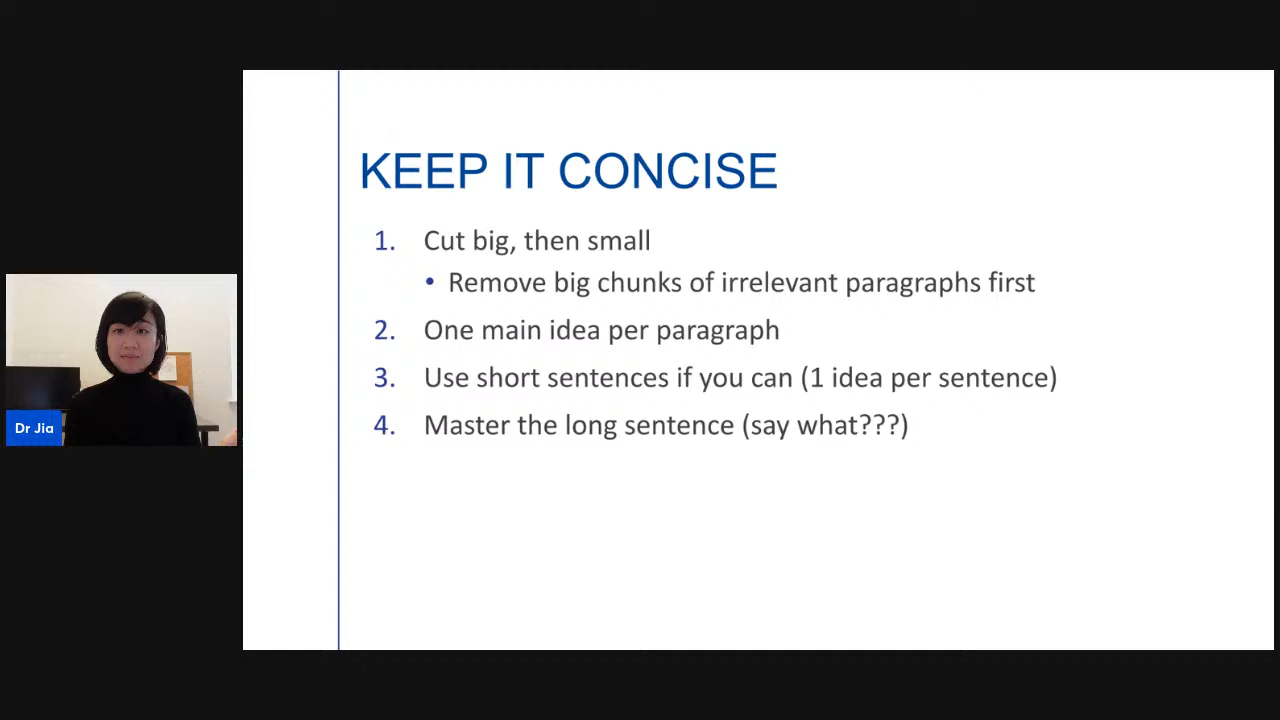 KEEP IT CONCISE
1. Cut big, then small
• Remove big chunks of irrelevant paragraphs first
2. One main idea per paragraph
3. Use short sentences if you can (1 idea per sentence)
4. Master the long sentence (say what???)
Dr Jia